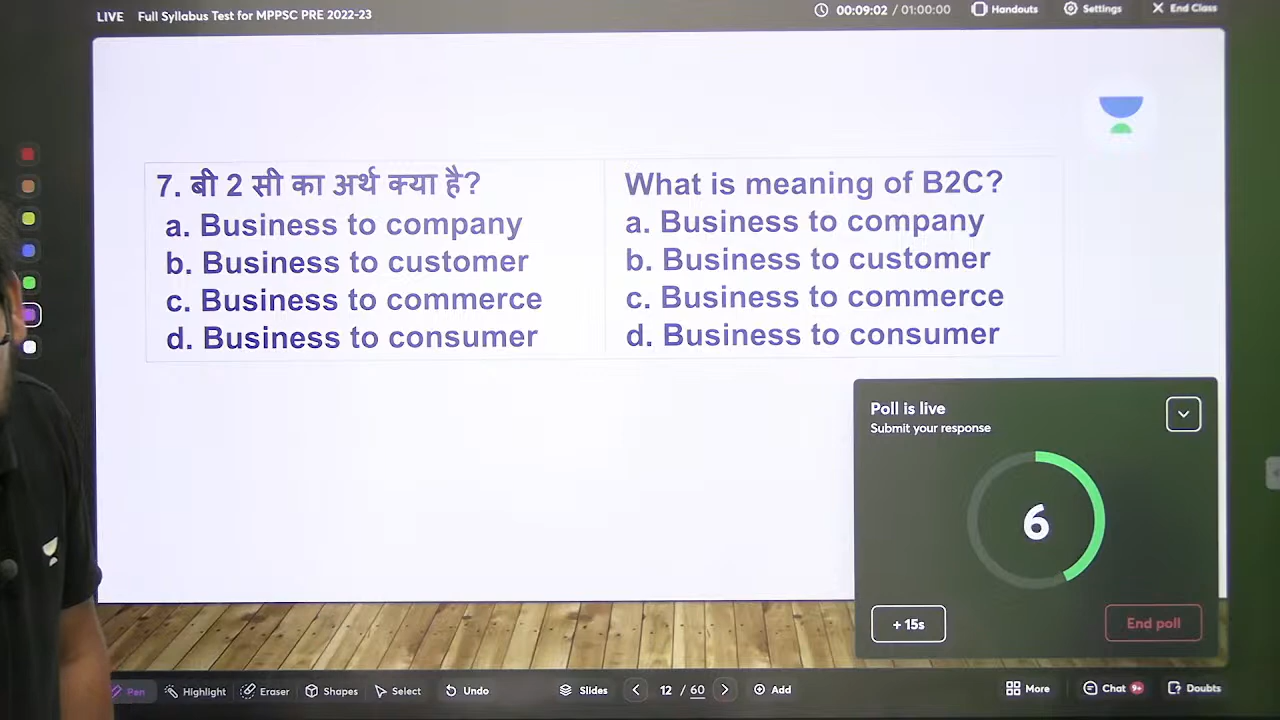 LIVE Full Syllabus Test for MPPSC PRE 2022-23
00:09:02 / 01:00:00 Handouts Settings End Class
7. बी 2 सी का अर्थ क्या है?
a. Business to company
b. Business to customer
c. Business to commerce
d. Business to consumer
What is meaning of B2C?
a. Business to company
b. Business to customer
c. Business to commerce
d. Business to consumer
Poll is live
Submit your response
6
+ 15s End poll
Pen Highlight Eraser Shapes Select Undo Slides 12 / 60 Add More Chat 9+ Doubts